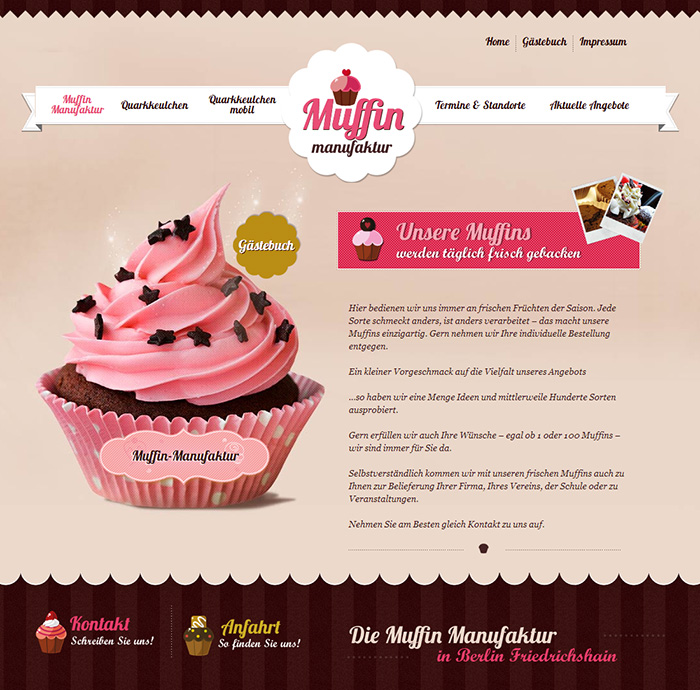 Home
Gästebuch
Impressum
Muffin
Manufaktur
Quarkkeulchen
Quarkkeulchen
mobil
Muffin
manufaktur
Termine & Standorte
Aktuelle Angebote
Gästebuch
Unsere Muffins
werden täglich frisch gebacken
Hier bedienen wir uns immer an frischen Früchten der Saison. Jede
Sorte schmeckt anders, ist anders verarbeitet – das macht unsere
Muffins einzigartig. Gern nehmen wir Ihre individuelle Bestellung
entgegen.
Ein kleiner Vorgeschmack auf die Vielfalt unseres Angebots
...so haben wir eine Menge Ideen und mittlerweile Hunderte Sorten
ausprobiert.
Gern erfüllen wir auch Ihre Wünsche – egal ob 1 oder 100 Muffins –
wir sind immer für Sie da.
Selbstverständlich kommen wir mit unseren frischen Muffins auch zu
Ihnen zur Belieferung Ihrer Firma, Ihres Vereins, der Schule oder zu
Veranstaltungen.
Nehmen Sie am Besten gleich Kontakt zu uns auf.
Muffin-Manufaktur
Kontakt
Schreiben Sie uns!
Anfahrt
So finden Sie uns!
Die Muffin Manufaktur
in Berlin Friedrichshain